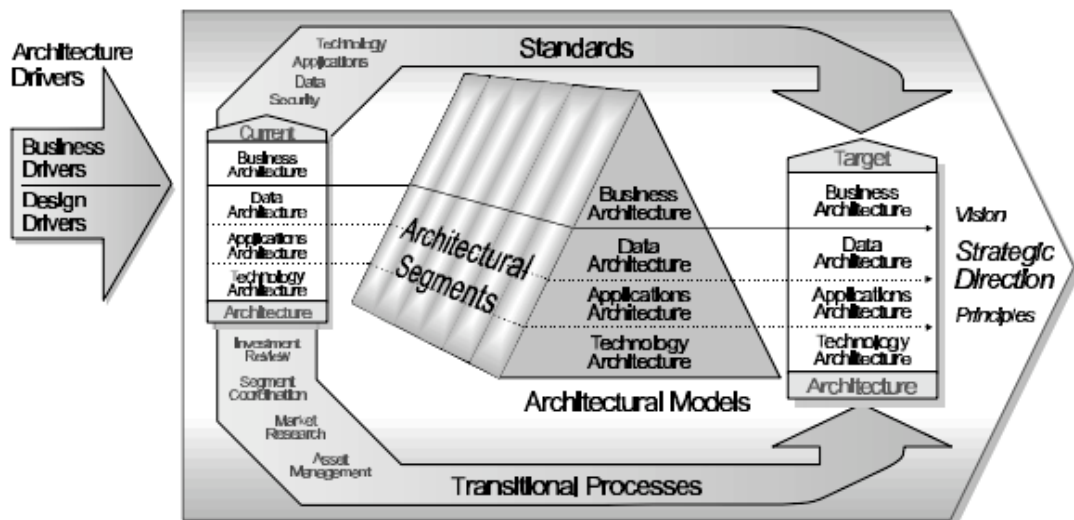 Architecture
Drivers
Business
Drivers
Design
Drivers
Technology
Applications
Data
Security
Standards
Current
Business
Architecture
Data
Architecture
Applications
Architecture
Technology
Architecture
Architecture
Investment
Review
Segment
Coordination
Market
Research
Asset
Management
Transitional Processes
Architectural
Segments
Business
Architecture
Data
Architecture
Applications
Architecture
Technology
Architecture
Architectural Models
Target
Business
Architecture
Data
Architecture
Applications
Architecture
Technology
Architecture
Architecture
Vision
Strategic
Direction
Principles